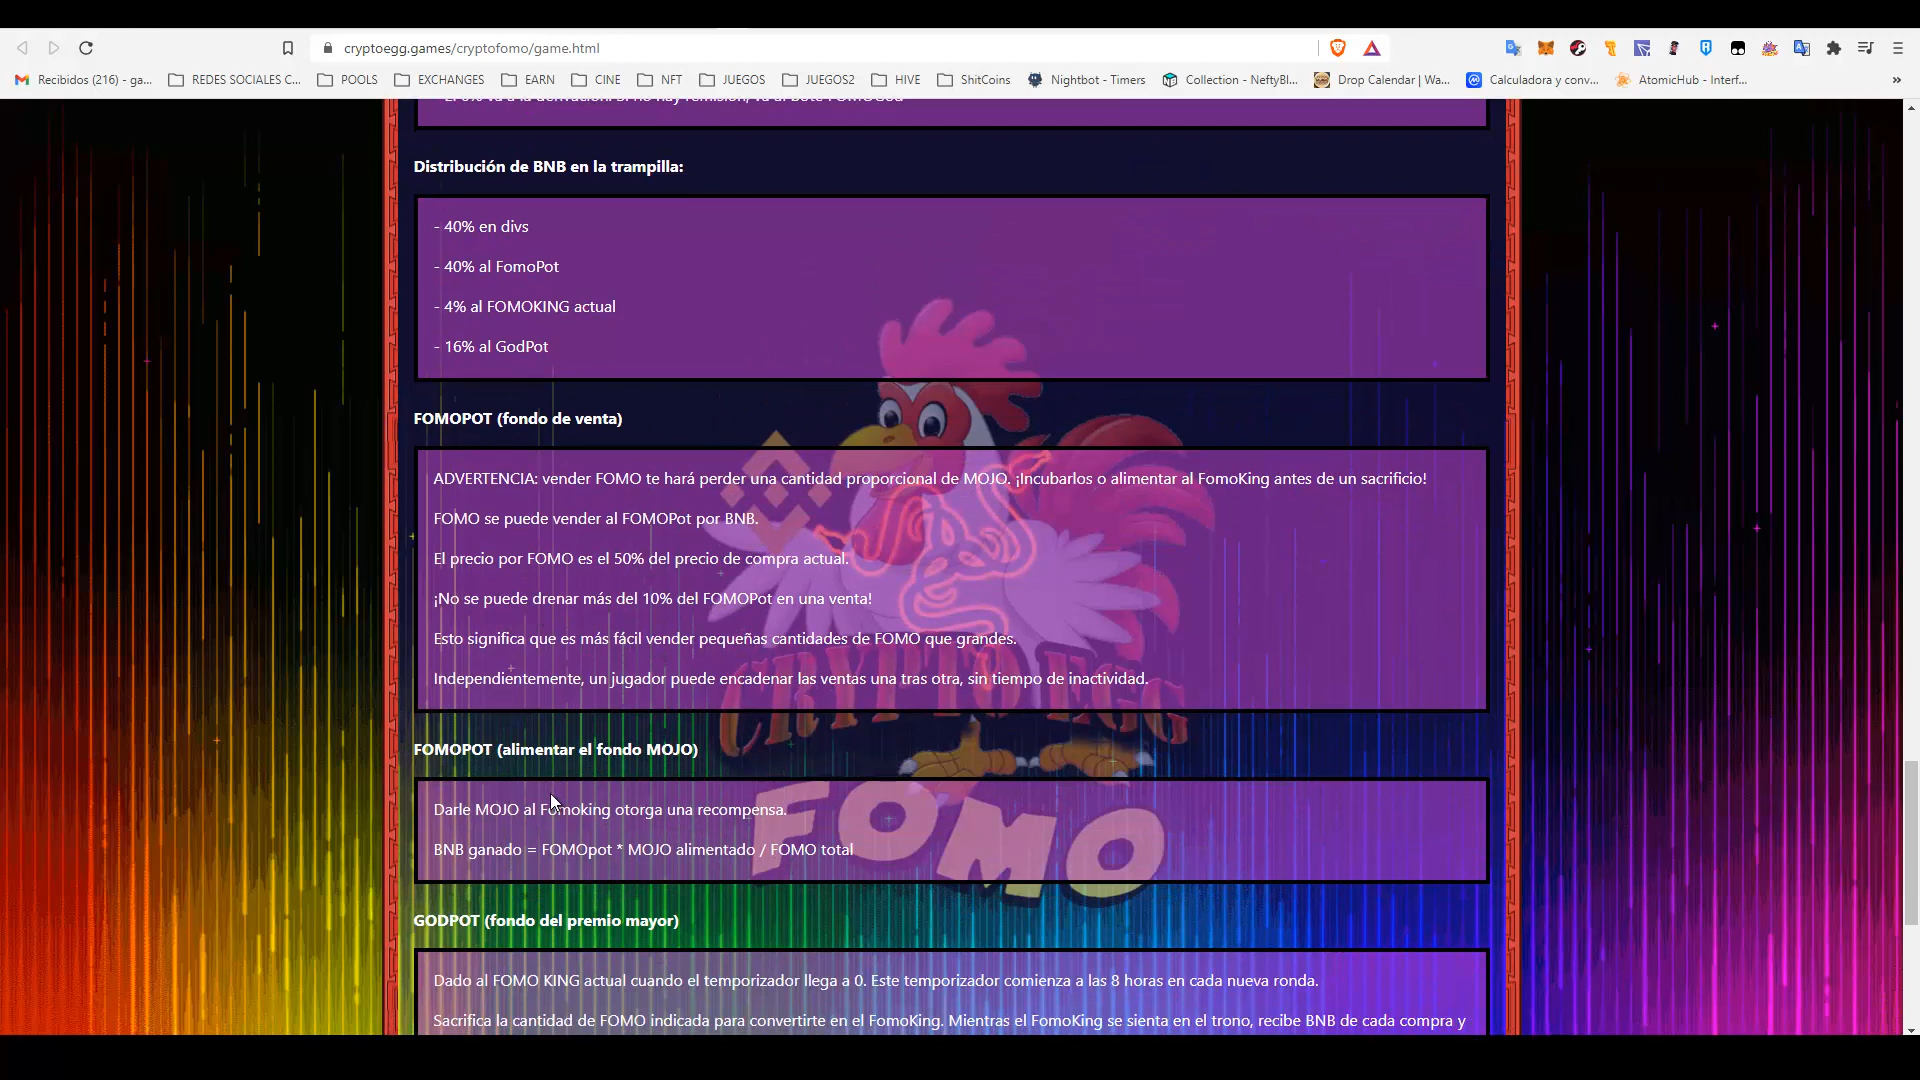 cryptoegg.games/cryptofomo/game.html
Recibidos (216) - ga...
REDES SOCIALES C...
POOLS
EXCHANGES
EARN
CINE
NFT
JUEGOS
JUEGOS2
HIVE
ShitCoins
Nightbot - Timers
Collection - NeftyBl...
Drop Calendar | Wa...
Calculadora y conv...
AtomicHub - Interf...
Distribución de BNB en la trampilla:
- 40% en divs
- 40% al FomoPot
- 4% al FOMOKING actual
- 16% al GodPot
FOMOPOT (fondo de venta)
ADVERTENCIA: vender FOMO te hará perder una cantidad proporcional de MOJO. ¡Incubarlos o alimentar al FomoKing antes de un sacrificio!
FOMO se puede vender al FOMOPot por BNB.
El precio por FOMO es el 50% del precio de compra actual.
¡No se puede drenar más del 10% del FOMOPot en una venta!
Esto significa que es más fácil vender pequeñas cantidades de FOMO que grandes.
Independientemente, un jugador puede encadenar las ventas una tras otra, sin tiempo de inactividad.
CRYPTO EGG
FOMOPOT (alimentar el fondo MOJO)
Darle MOJO al Fomoking otorga una recompensa.
BNB ganado = FOMOpot * MOJO alimentado / FOMO total
FOMO
GODPOT (fondo del premio mayor)
Dado al FOMO KING actual cuando el temporizador llega a 0. Este temporizador comienza a las 8 horas en cada nueva ronda.
Sacrifica la cantidad de FOMO indicada para convertirte en el FomoKing. Mientras el FomoKing se sienta en el trono, recibe BNB de cada compra y